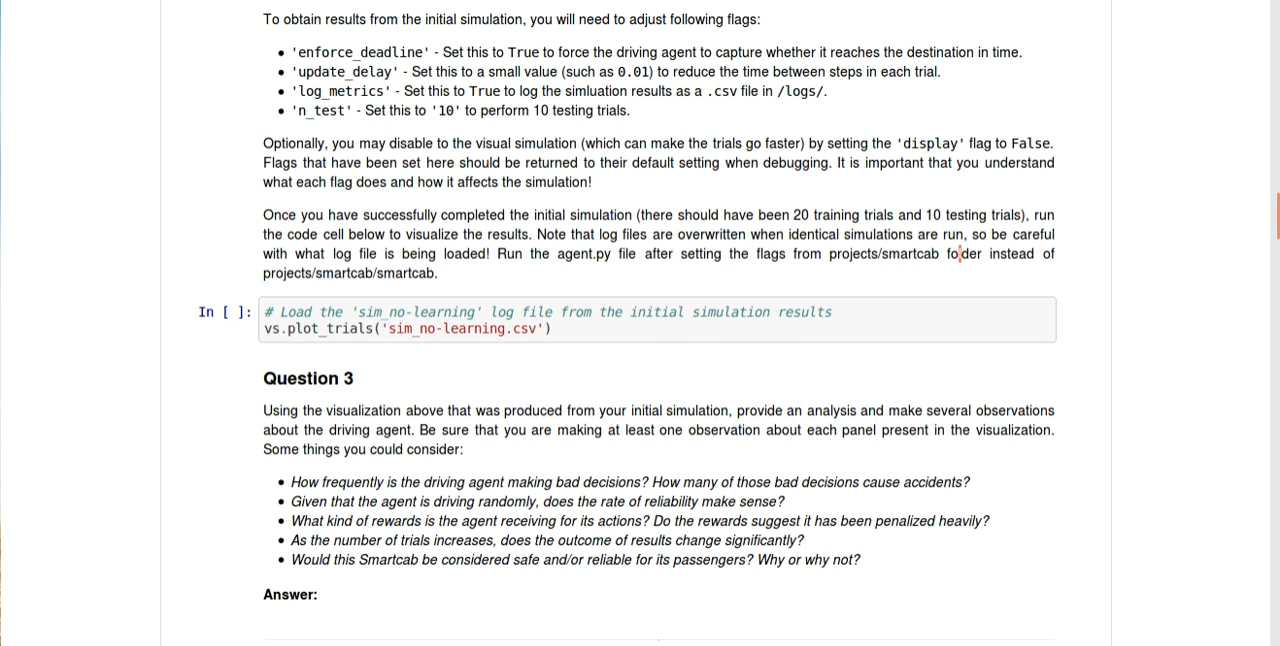 To obtain results from the initial simulation, you will need to adjust following flags:
• 'enforce_deadline' - Set this to True to force the driving agent to capture whether it reaches the destination in time.
• 'update_delay' - Set this to a small value (such as 0.01) to reduce the time between steps in each trial.
• 'log_metrics' - Set this to True to log the simluation results as a .csv file in /logs/.
• 'n_test' - Set this to '10' to perform 10 testing trials.
Optionally, you may disable to the visual simulation (which can make the trials go faster) by setting the 'display' flag to False.
Flags that have been set here should be returned to their default setting when debugging. It is important that you understand
what each flag does and how it affects the simulation!
Once you have successfully completed the initial simulation (there should have been 20 training trials and 10 testing trials), run
the code cell below to visualize the results. Note that log files are overwritten when identical simulations are run, so be careful
with what log file is being loaded! Run the agent.py file after setting the flags from projects/smartcab folder instead of
projects/smartcab/smartcab.
In [ ]: # Load the 'sim_no-learning' log file from the initial simulation results
vs.plot_trials('sim_no-learning.csv')
Question 3
Using the visualization above that was produced from your initial simulation, provide an analysis and make several observations
about the driving agent. Be sure that you are making at least one observation about each panel present in the visualization.
Some things you could consider:
• How frequently is the driving agent making bad decisions? How many of those bad decisions cause accidents?
• Given that the agent is driving randomly, does the rate of reliability make sense?
• What kind of rewards is the agent receiving for its actions? Do the rewards suggest it has been penalized heavily?
• As the number of trials increases, does the outcome of results change significantly?
• Would this Smartcab be considered safe and/or reliable for its passengers? Why or why not?
Answer: